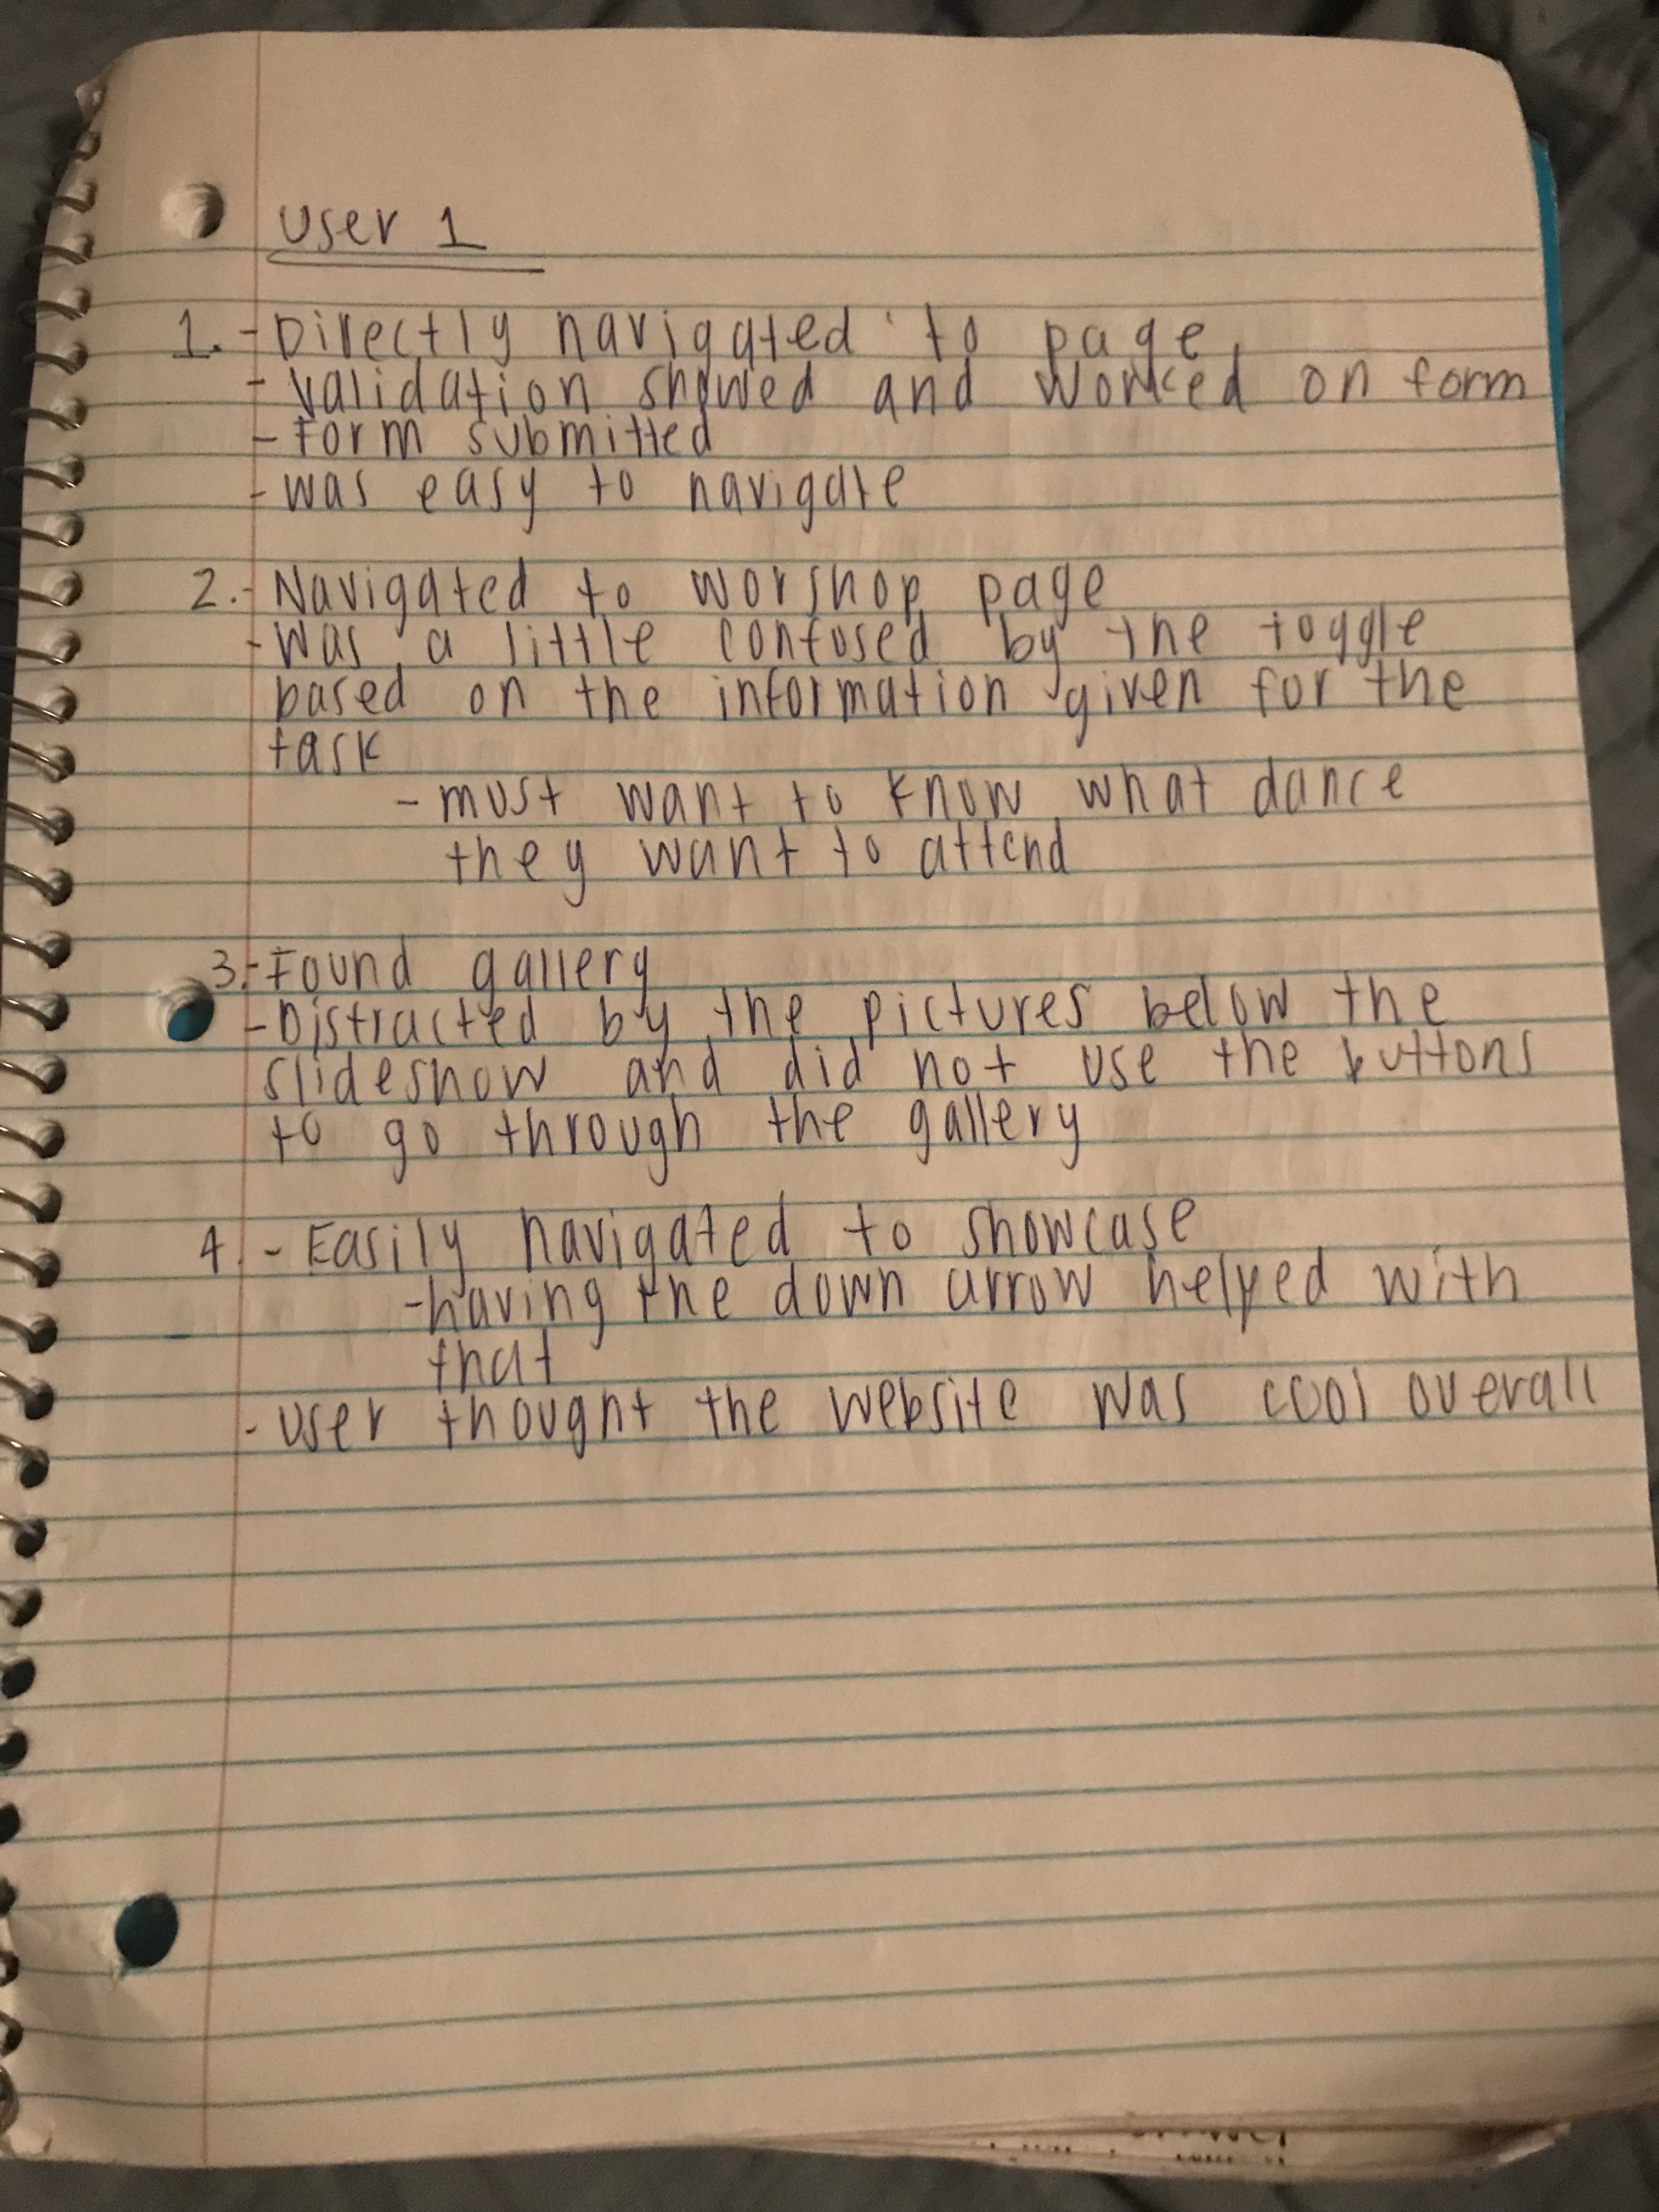 User 1
1. - Directly navigated to page
- validation showed and worked on form
- form submitted
- was easy to navigate
2. - Navigated to worshop page
- Was a little confused by the toggle
based on the information given for the
task
- must want to know what dance
they want to attend
3. - Found gallery
- Distracted by the pictures below the
slideshow and did not use the buttons
to go through the gallery
4. - Easily navigated to showcase
- having the down arrow helped with
that
- user thought the website was cool overall